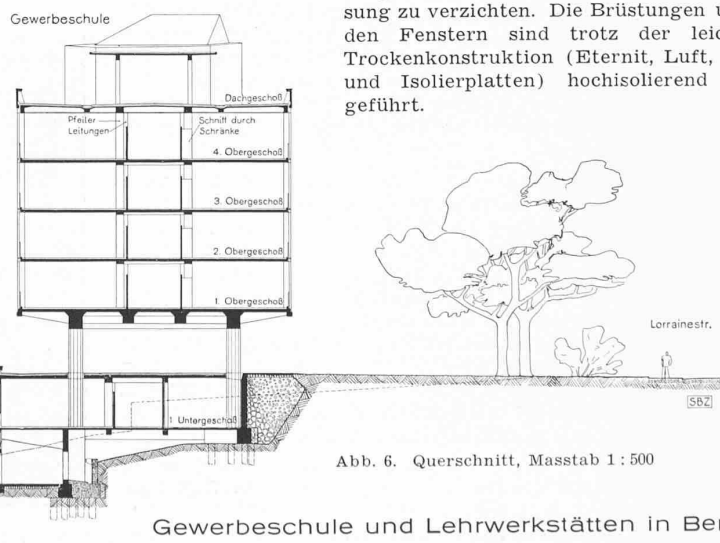 Gewerbeschule
sung zu verzichten. Die Brüstungen
den Fenstern sind trotz der
Trockenkonstruktion (Eternit, Luft,
und Isolierplatten) hochisolierend
geführt.
Dachgeschoß
Pfeiler
Leitungen
Schnitt durch
Schränke
4. Obergeschoß
3. Obergeschoß
2. Obergeschoß
1. Obergeschoß
Lorrainestr.
1 Untergeschoß
SBZ
Abb. 6. Querschnitt, Masstab 1 : 500
Gewerbeschule und Lehrwerkstätten in